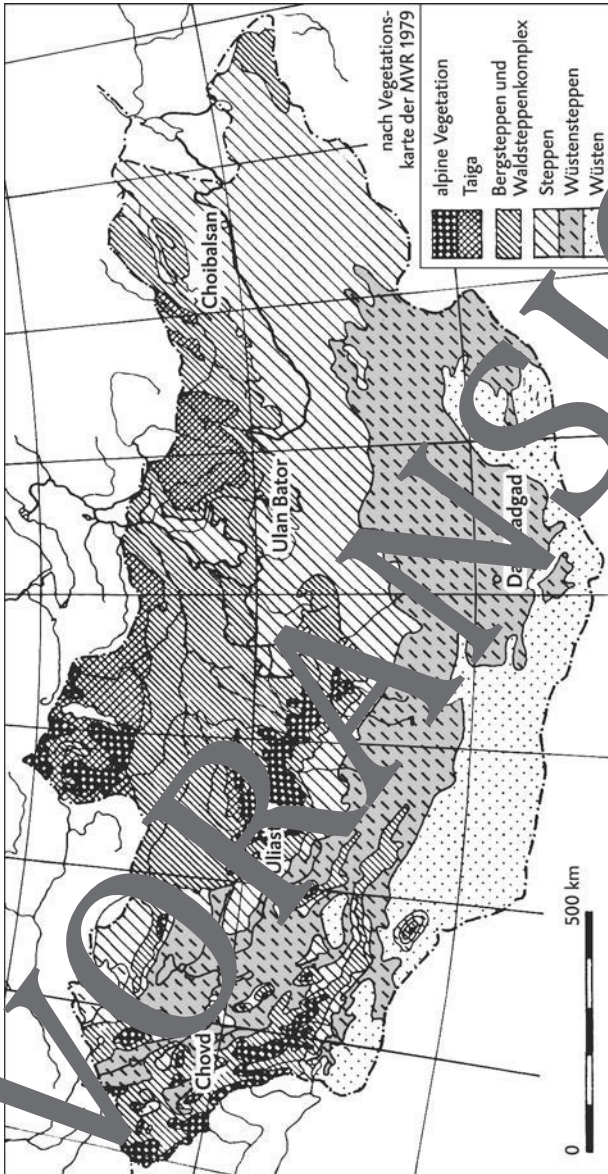 nach Vegetations-
karte der MVR 1979
alpine Vegetation
Taiga
Bergsteppen und
Waldsteppenkomplex
Steppen
Wüstensteppen
Wüsten
Choibalsan
Ulan Bator
Chovd
0 500 km